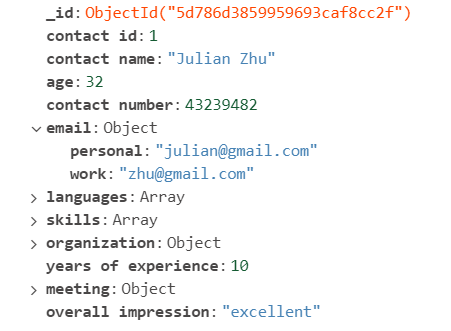 _id: ObjectId("5d786d3859959693caf8cc2f")
contact id: 1
contact name: "Julian Zhu"
age: 32
contact number: 43239482
email: Object
personal: "julian@gmail.com"
work: "zhu@gmail.com"
languages: Array
skills: Array
organization: Object
years of experience: 10
meeting: Object
overall impression: "excellent"